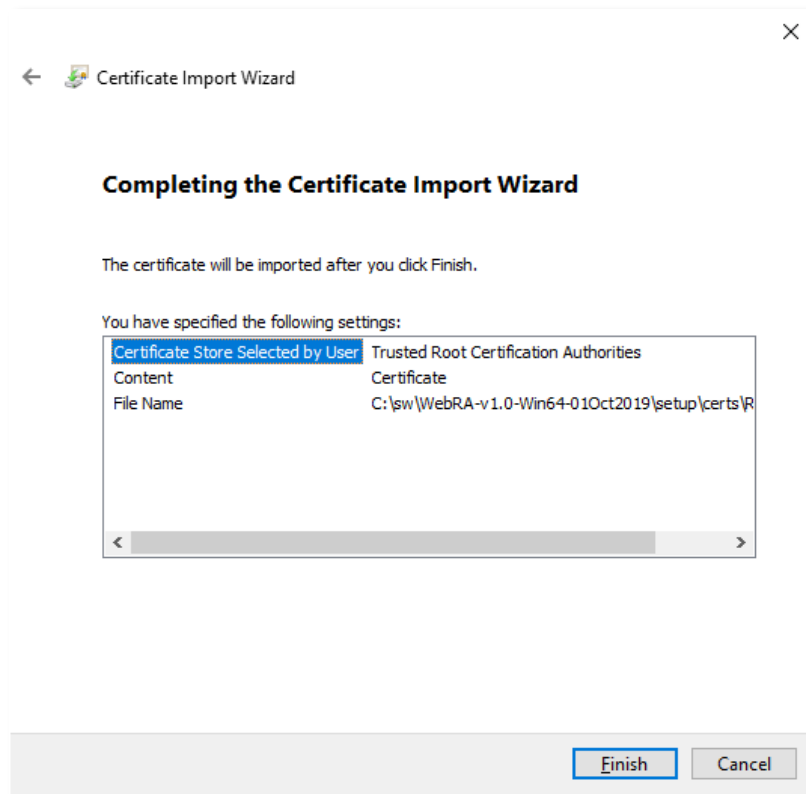 Certificate Import Wizard
Completing the Certificate Import Wizard
The certificate will be imported after you click Finish.
You have specified the following settings:
Certificate Store Selected by User Trusted Root Certification Authorities
Content Certificate
File Name C:\sw\WebRA-v1.0-Win64-01Oct2019\setup\certs\R
Finish Cancel